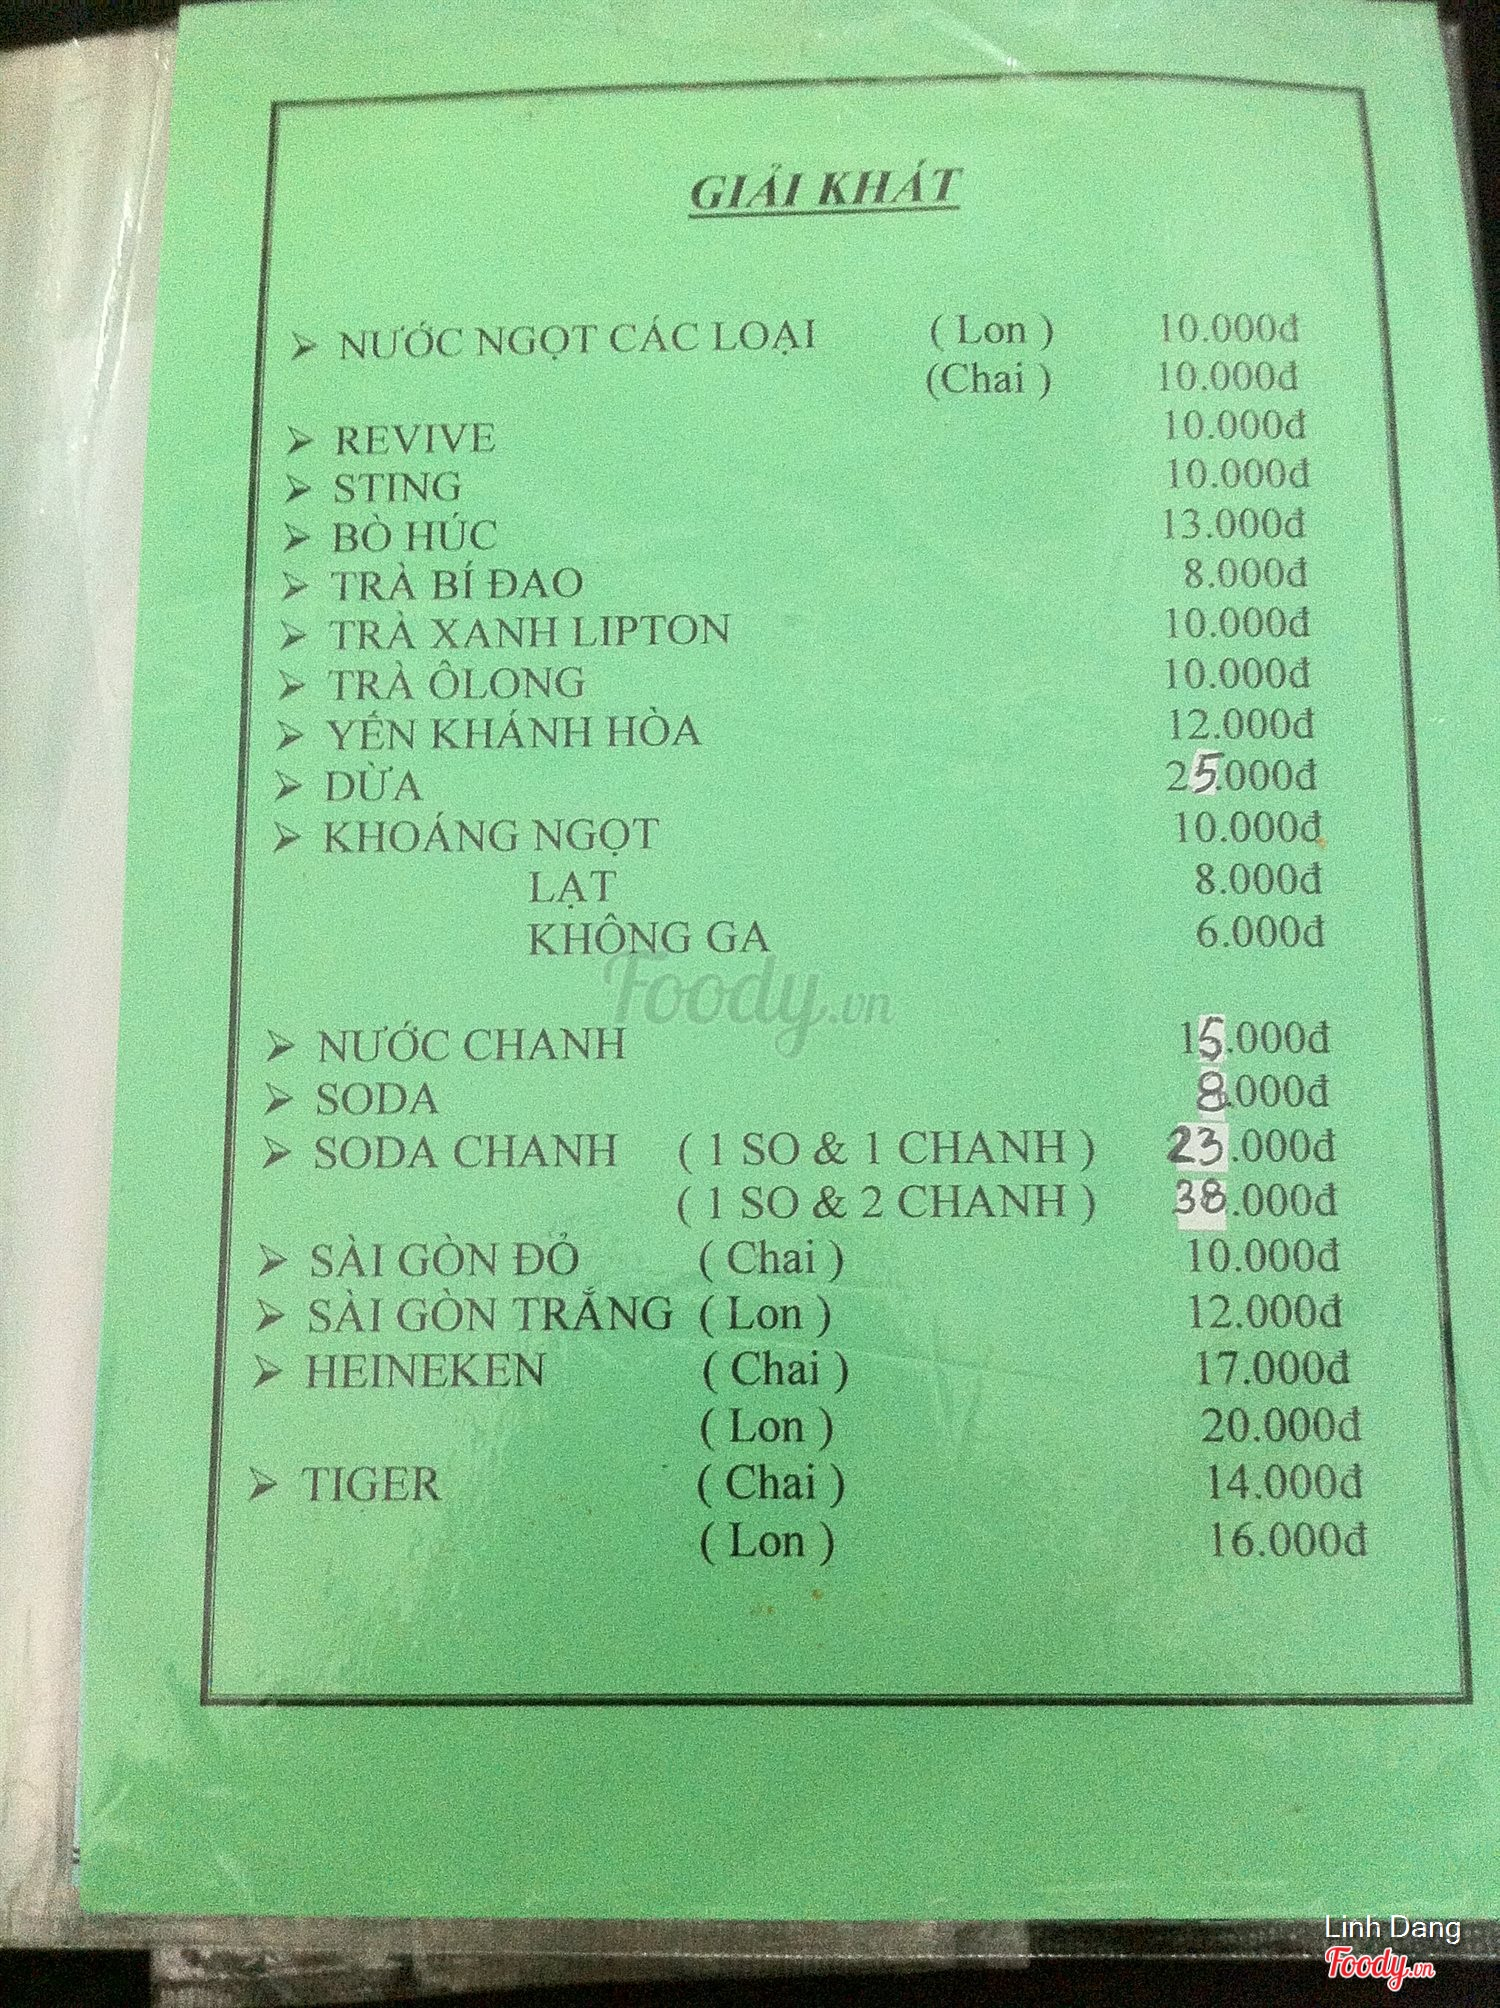 GIẢI KHÁT
➢ NƯỚC NGỌT CÁC LOẠI ( Lon ) 10.000đ
(Chai ) 10.000đ
➢ REVIVE 10.000đ
➢ STING 10.000đ
➢ BÒ HÚC 13.000đ
➢ TRÀ BÍ ĐAO 8.000đ
➢ TRÀ XANH LIPTON 10.000đ
➢ TRÀ ÔLONG 10.000đ
➢ YẾN KHÁNH HÒA 12.000đ
➢ DỪA 25.000đ
➢ KHOÁNG NGỌT 10.000đ
LẠT 8.000đ
KHÔNG GA 6.000đ
Foody.vn
➢ NƯỚC CHANH 15.000đ
➢ SODA 8.000đ
➢ SODA CHANH ( 1 SO & 1 CHANH ) 23.000đ
( 1 SO & 2 CHANH ) 38.000đ
➢ SÀI GÒN ĐỎ ( Chai ) 10.000đ
➢ SÀI GÒN TRẮNG ( Lon ) 12.000đ
➢ HEINEKEN ( Chai ) 17.000đ
( Lon ) 20.000đ
➢ TIGER ( Chai ) 14.000đ
( Lon ) 16.000đ
Linh Dang
Foody.vn